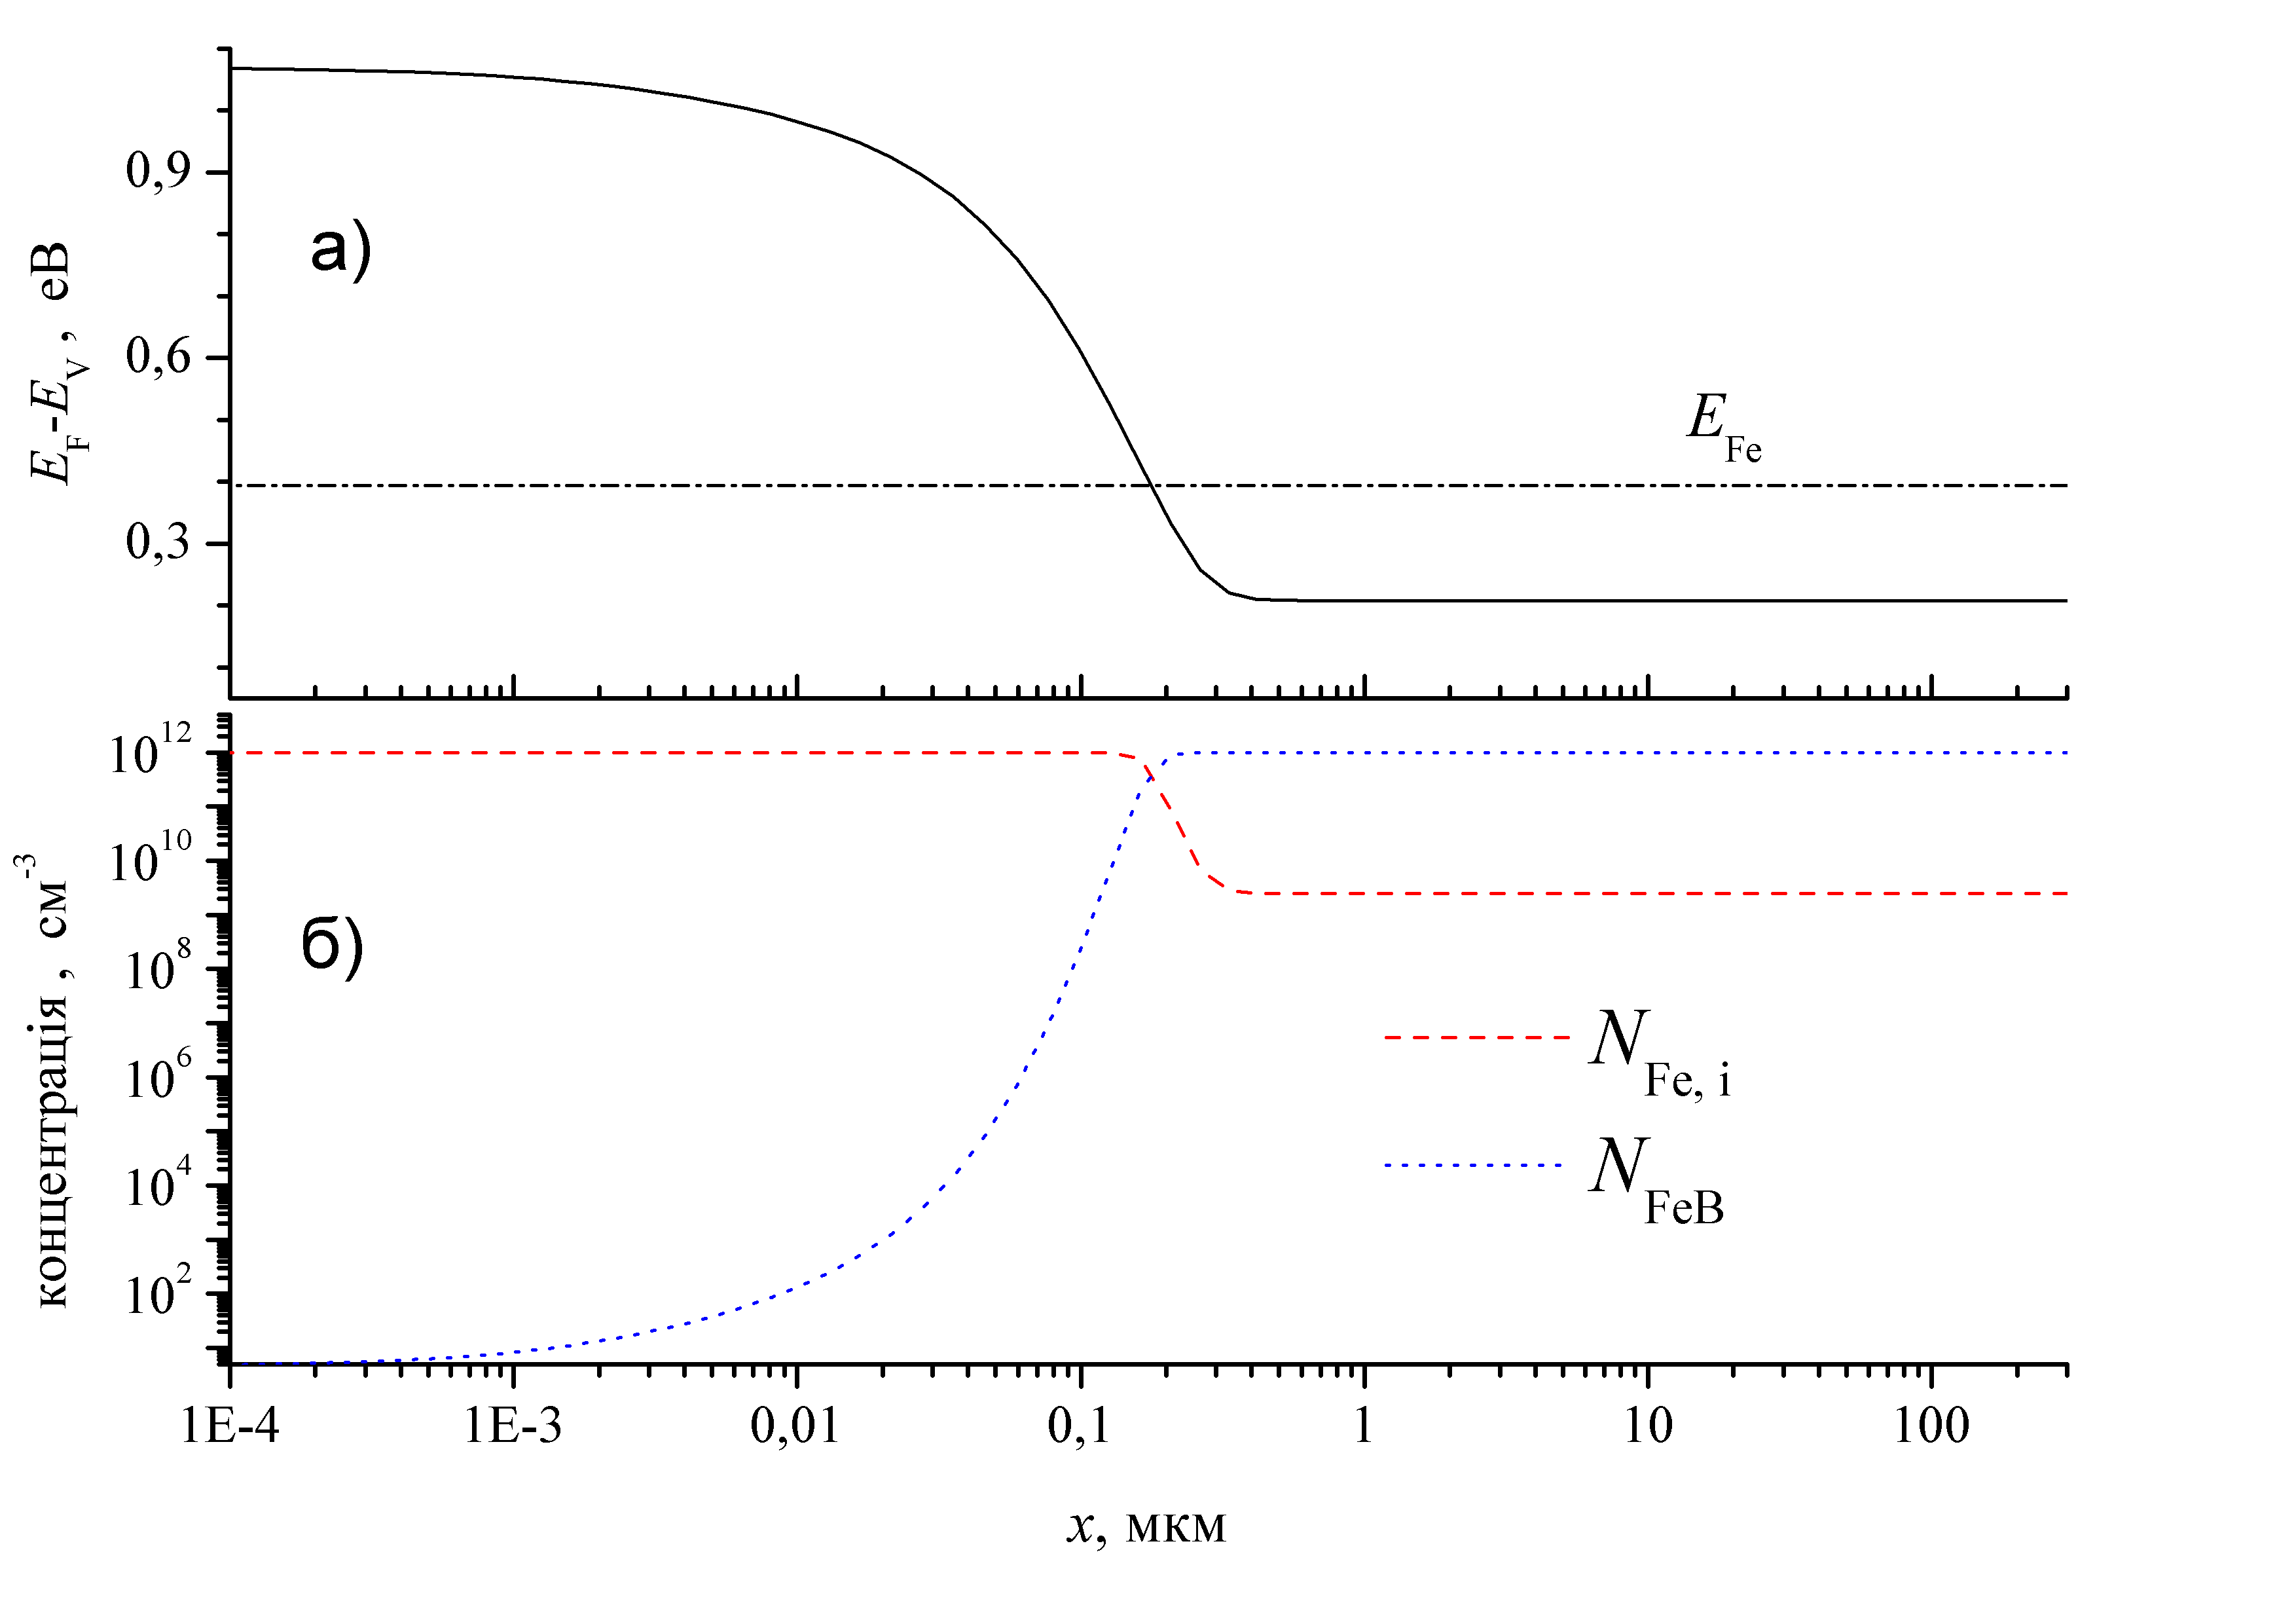 E_F-E_V, еВ
0,9
0,6
0,3
а)
E_Fe
концентрація, см^-3
10^12
10^10
10^8
10^6
10^4
10^2
б)
N_Fe, i
N_FeB
1E-4 1E-3 0,01 0,1 1 10 100
x, мкм